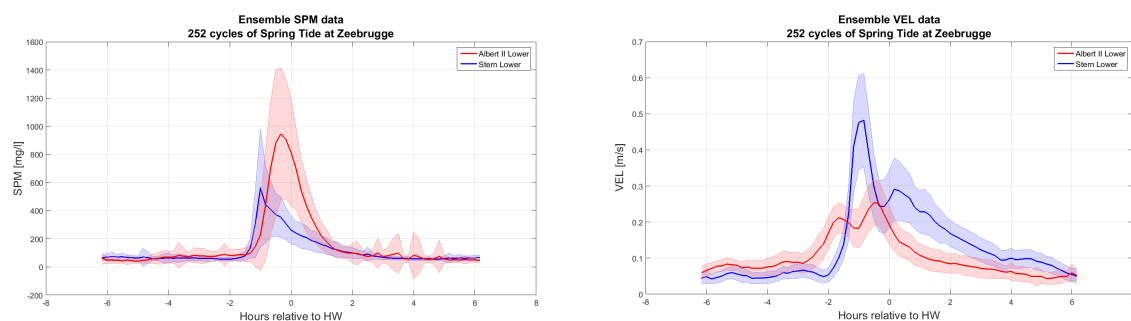 Ensemble SPM data
252 cycles of Spring Tide at Zeebrugge
1600
1400
1200
1000
800
600
400
200
0
-200
SPM [mg/l]
-8 -6 -4 -2 0 2 4 6 8
Hours relative to HW
Albert II Lower
Stern Lower
Ensemble VEL data
252 cycles of Spring Tide at Zeebrugge
0.7
0.6
0.5
0.4
0.3
0.2
0.1
0
VEL [m/s]
-8 -6 -4 -2 0 2 4 6
Hours relative to HW
Albert II Lower
Stern Lower